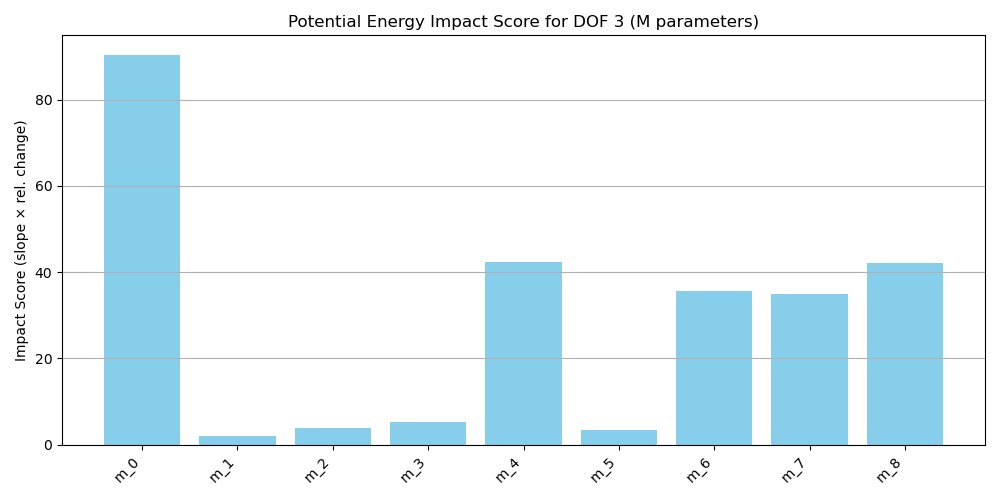 Potential Energy Impact Score for DOF 3 (M parameters)
Impact Score (slope × rel. change)
80
60
40
20
0
m_0
m_1
m_2
m_3
m_4
m_5
m_6
m_7
m_8